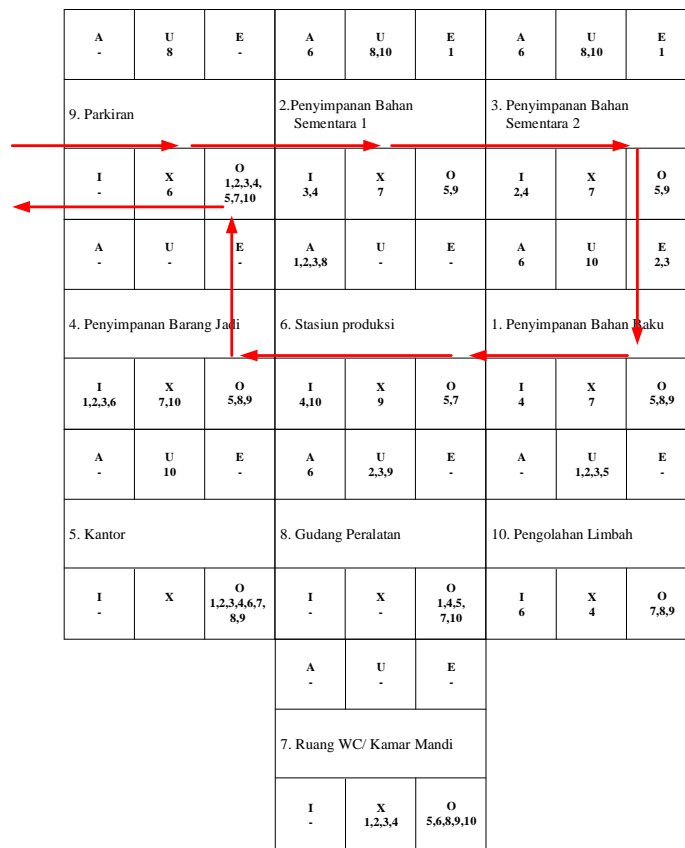 A U E A U E A U E
- 8 - 6 8,10 1 6 8,10 1
9. Parkiran 2.Penyimpanan Bahan 3. Penyimpanan Bahan
Sementara 1 Sementara 2
I X O I X O I X O
- 6 1,2,3,4, 3,4 7 5,9 2,4 7 5,9
5,7,10
A U E A U E A U E
- - - 1,2,3,8 - - 6 10 2,3
4. Penyimpanan Barang Jadi 6. Stasiun produksi 1. Penyimpanan Bahan Baku
I X O I X O I X O
1,2,3,6 7,10 5,8,9 4,10 9 5,7 4 7 5,8,9
A U E A U E A U E
- 10 - 6 2,3,9 - - 1,2,3,5 -
5. Kantor 8. Gudang Peralatan 10. Pengolahan Limbah
I X O I X O I X O
- 1,2,3,4,6,7, - - 1,4,5, 6 4 7,8,9
8,9 7,10
A U E
- - -
7. Ruang WC/ Kamar Mandi
I X O
- 1,2,3,4 5,6,8,9,10